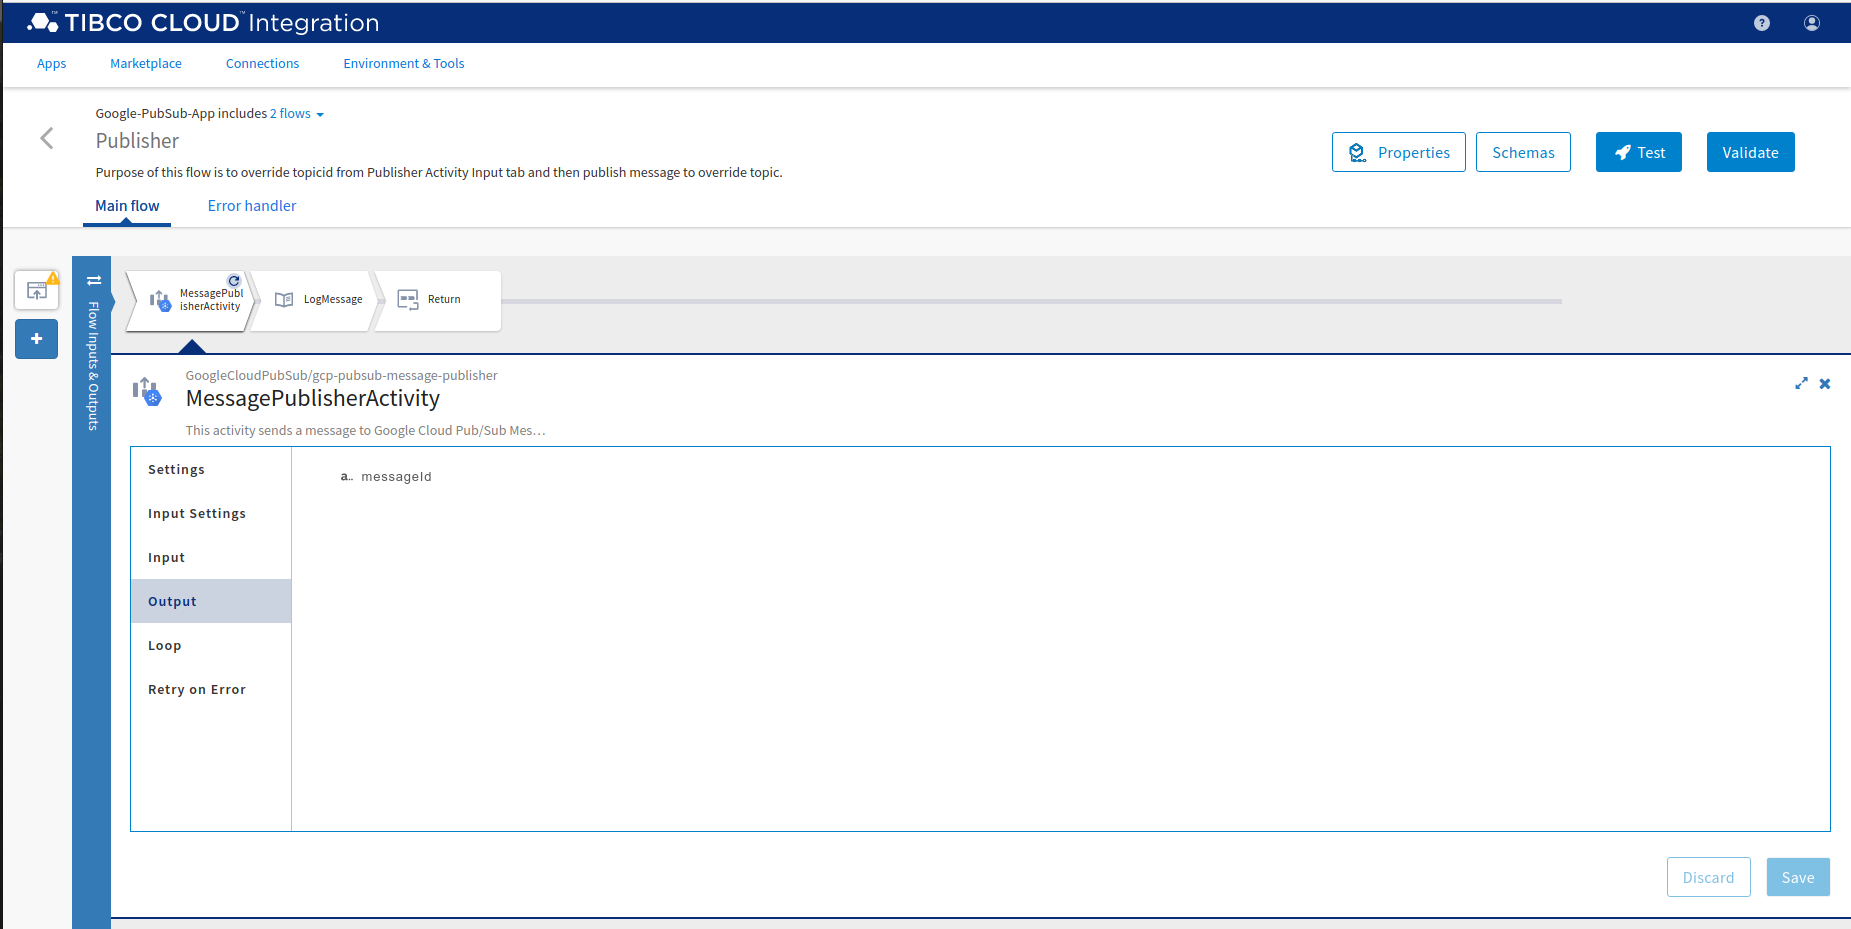 TIBCO CLOUD™ Integration
?
Apps
Marketplace
Connections
Environment & Tools
Google-PubSub-App includes 2 flows
Publisher
Purpose of this flow is to override topicid from Publisher Activity Input tab and then publish message to override topic.
Properties
Schemas
Test
Validate
Main flow
Error handler
Flow Inputs & Outputs
MessagePubl
isherActivity
LogMessage
Return
GoogleCloudPubSub/gcp-pubsub-message-publisher
MessagePublisherActivity
This activity sends a message to Google Cloud Pub/Sub Mes...
Settings
Input Settings
Input
Output
Loop
Retry on Error
a.. messageId
Discard
Save